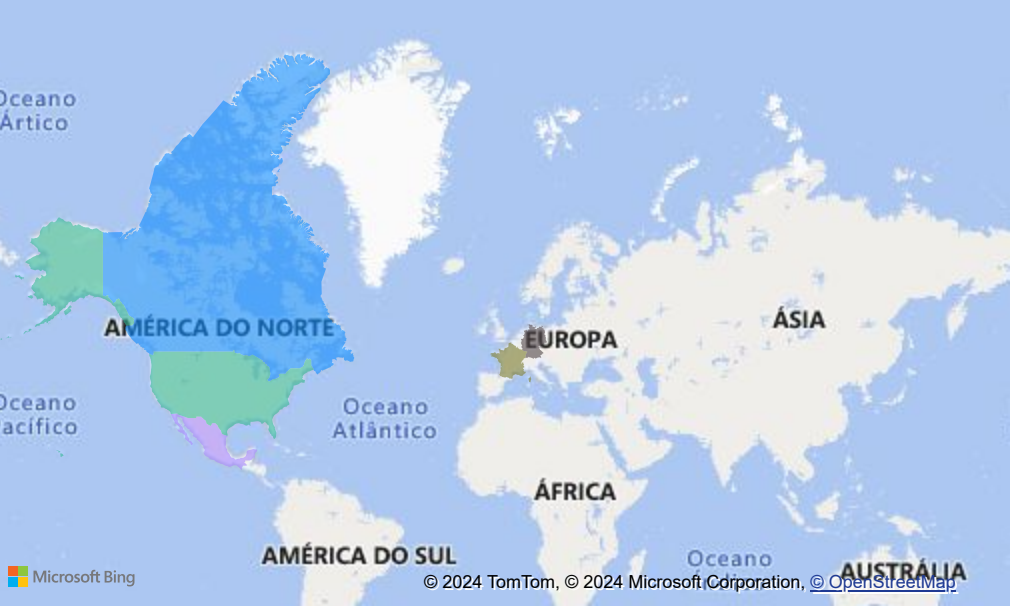 Oceano
Ártico
AMÉRICA DO NORTE
EUROPA
ÁSIA
Oceano
acífico
Oceano
Atlântico
ÁFRICA
AMÉRICA DO SUL
Oceano
AUSTRÁLIA
Microsoft Bing
© 2024 TomTom, © 2024 Microsoft Corporation, © OpenStreetMap